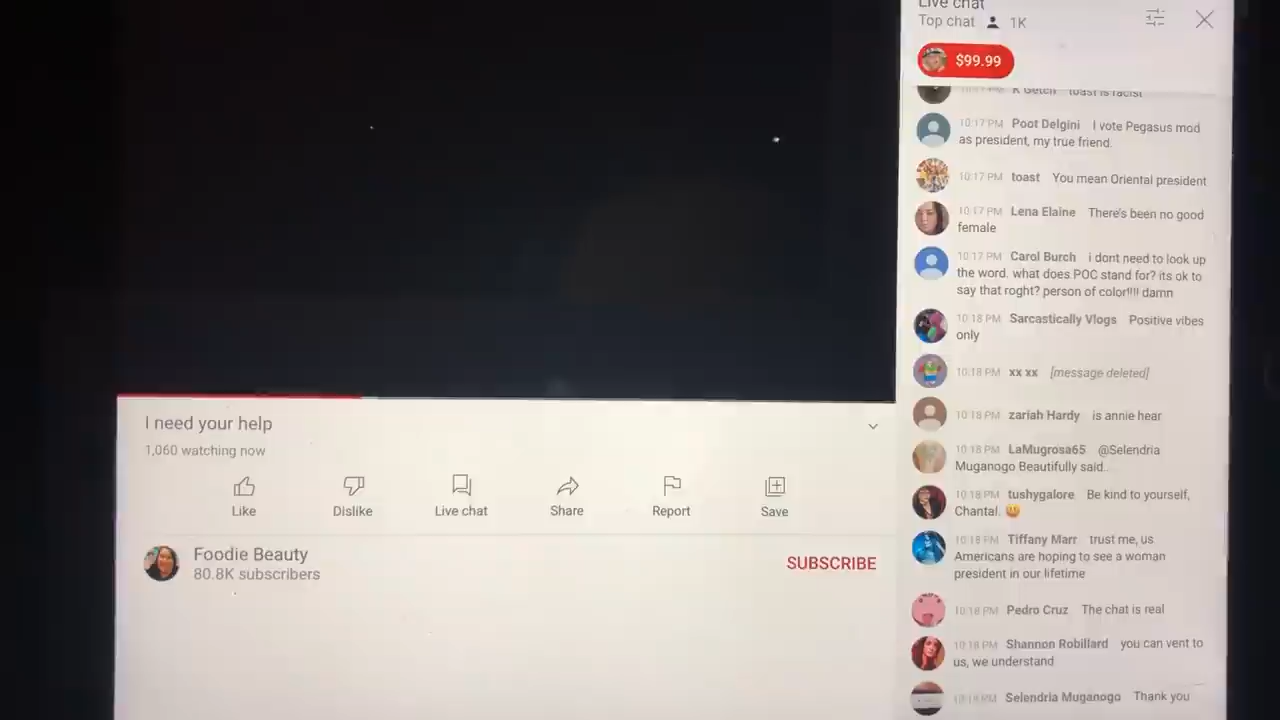 Live chat
Top chat 1K
$99.99
K Getch toast is racist
10:17 PM Poot Delgini I vote Pegasus mod
as president, my true friend.
10:17 PM toast You mean Oriental president
10:17 PM Lena Elaine There's been no good
female
10:17 PM Carol Burch i dont need to look up
the word. what does POC stand for? its ok to
say that roght? person of color!!!! damn
10:18 PM Sarcastically Vlogs Positive vibes
only
10:18 PM xx xx [message deleted]
10:18 PM zariah Hardy is annie hear
10:18 PM LaMugrosa65 @Selendria
Muganogo Beautifully said..
10:18 PM tushygalore Be kind to yourself,
Chantal. 😃
10:18 PM Tiffany Marr trust me, us
Americans are hoping to see a woman
president in our lifetime
10:18 PM Pedro Cruz The chat is real
10:18 PM Shannon Robillard you can vent to
us, we understand
10:18 PM Selendria Muganogo Thank you
I need your help
1,060 watching now
Like
Dislike
Live chat
Share
Report
Save
Foodie Beauty
80.8K subscribers
SUBSCRIBE